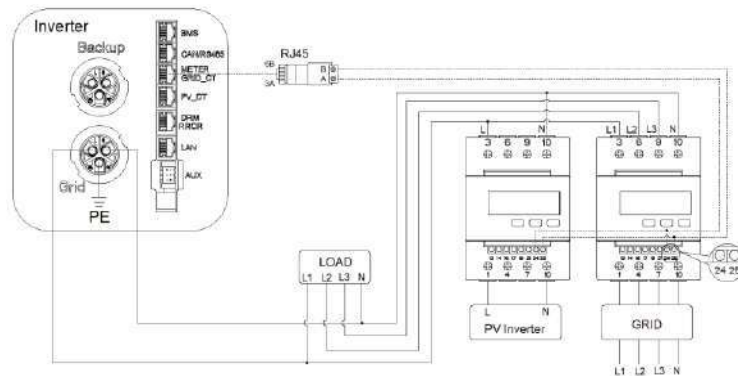 Inverter
Backup
BMS
CAN/RS485
METER
GRID_CT
PV_CT
DRM
RRCR
LAN
AUX
Grid
PE
RJ45
6B
3A
B
A
L N
3 6 9 10
L1 L2 L3 N
3 6 9 10
LOAD
L1 L2 L3 N
1 4 7 10
1 4 7 10
24 25
L N
PV Inverter
GRID
L1 L2 L3 N